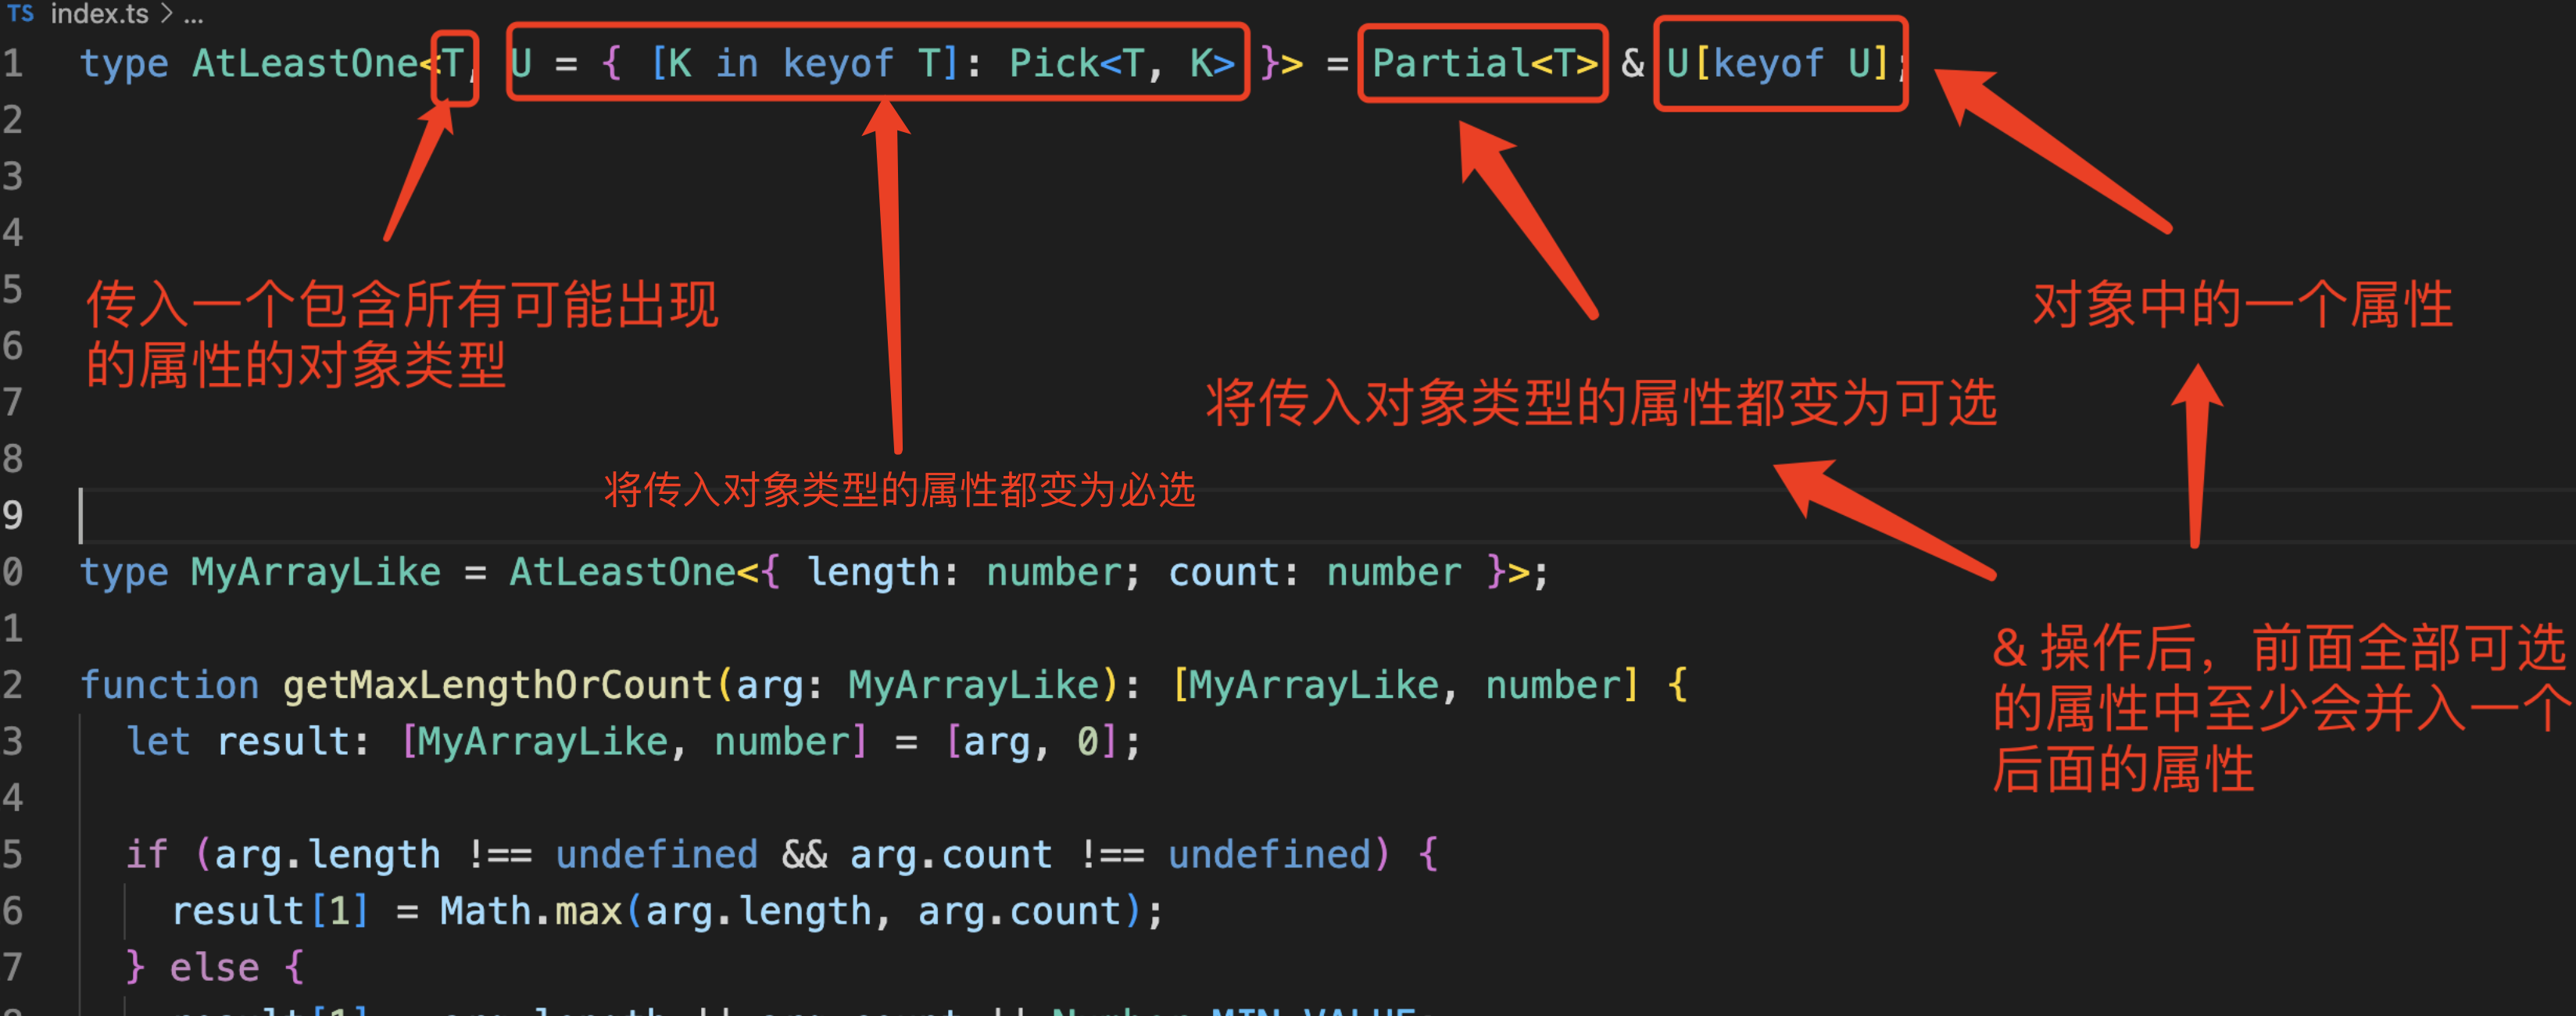 TS index.ts > ...
1 type AtLeastOne<T, U = { [K in keyof T]: Pick<T, K> }> = Partial<T> & U[keyof U];
2
3
4
传入一个包含所有可能出现
的属性的对象类型
对象中的一个属性
5
6
将传入对象类型的属性都变为可选
7
8
将传入对象类型的属性都变为必选
9
0 type MyArrayLike = AtLeastOne<{ length: number; count: number }>;
1
& 操作后，前面全部可选
的属性中至少会并入一个
后面的属性
2 function getMaxLengthOrCount(arg: MyArrayLike): [MyArrayLike, number] {
3 let result: [MyArrayLike, number] = [arg, 0];
4
5 if (arg.length !== undefined && arg.count !== undefined) {
6 result[1] = Math.max(arg.length, arg.count);
7 } else {